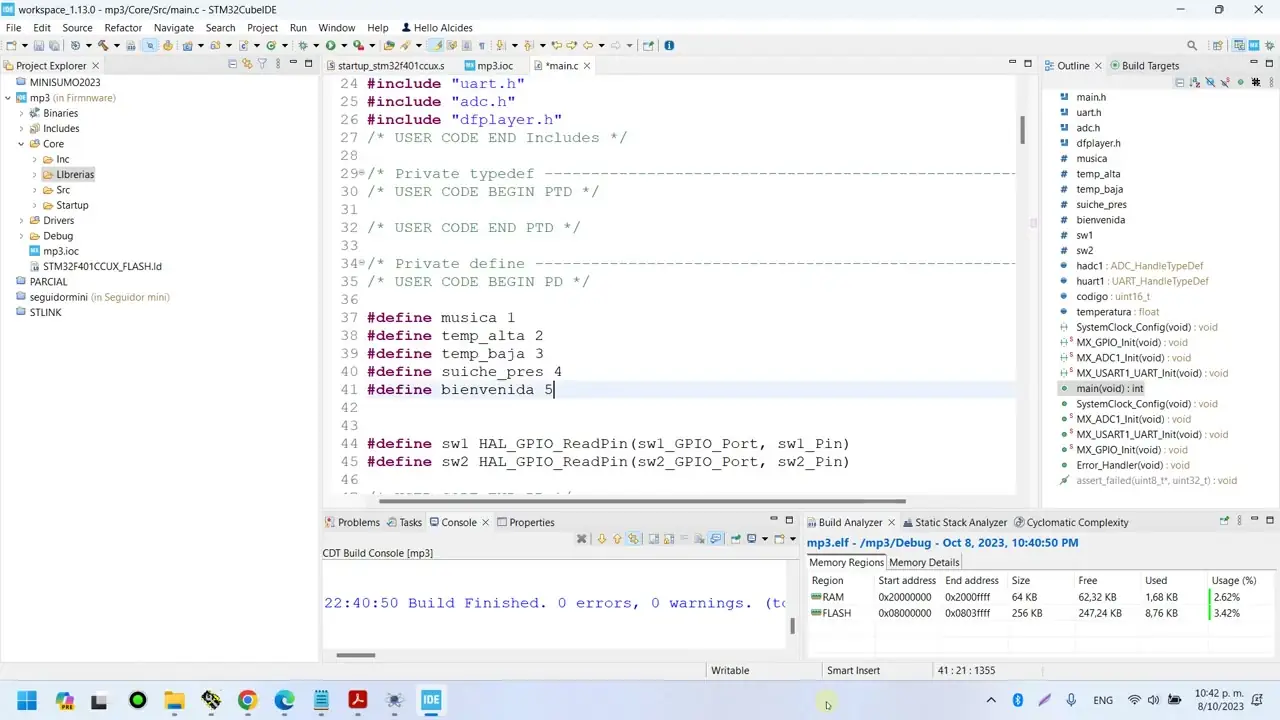 workspace_1.13.0 - mp3/Core/Src/main.c - STM32CubeIDE
File Edit Source Refactor Navigate Search Project Run Window Help Hello Alcides
Project Explorer
MINISUMO2023
mp3 (in Firmnware)
Binaries
Includes
Core
Inc
LIbrerias
Src
Startup
Drivers
Debug
mp3.ioc
STM32F401CCUX_FLASH.ld
PARCIAL
seguidormini (in Seguidor mini)
STLINK
startup_stm32f401ccux.s mp3.ioc *main.c
24 #include "uart.h"
25 #include "adc.h"
26 #include "dfplayer.h"
27 /* USER CODE END Includes */
28
29 /* Private typedef -----------------------------------------------------------
30 /* USER CODE BEGIN PTD */
31
32 /* USER CODE END PTD */
33
34 /* Private define ------------------------------------------------------------
35 /* USER CODE BEGIN PD */
36
37 #define musica 1
38 #define temp_alta 2
39 #define temp_baja 3
40 #define suiche_pres 4
41 #define bienvenida 5
42
43
44 #define sw1 HAL_GPIO_ReadPin(sw1_GPIO_Port, sw1_Pin)
45 #define sw2 HAL_GPIO_ReadPin(sw2_GPIO_Port, sw2_Pin)
46
Outline Build Targets
main.h
uart.h
adc.h
dfplayer.h
musica
temp_alta
temp_baja
suiche_pres
bienvenida
sw1
sw2
hadc1 : ADC_HandleTypeDef
huart1 : UART_HandleTypeDef
codigo : uint16_t
temperatura : float
SystemClock_Config(void) : void
MX_GPIO_Init(void) : void
MX_ADC1_Init(void) : void
MX_USART1_UART_Init(void) : void
main(void) : int
SystemClock_Config(void) : void
MX_ADC1_Init(void) : void
MX_USART1_UART_Init(void) : void
MX_GPIO_Init(void) : void
Error_Handler(void) : void
assert_failed(uint8_t*, uint32_t) : void
Problems Tasks Console Properties
CDT Build Console [mp3]
22:40:50 Build Finished. 0 errors, 0 warnings. (to
Build Analyzer Static Stack Analyzer Cyclomatic Complexity
mp3.elf - /mp3/Debug - Oct 8, 2023, 10:40:50 PM
Memory Regions Memory Details
Region Start address End address Size Free Used Usage (%)
RAM 0x20000000 0x2000ffff 64 KB 62,32 KB 1,68 KB 2.62%
FLASH 0x08000000 0x0803ffff 256 KB 247,24 KB 8,76 KB 3.42%
Writable Smart Insert 41 : 21 : 1355
IDE
ENG
10:42 p. m.
8/10/2023